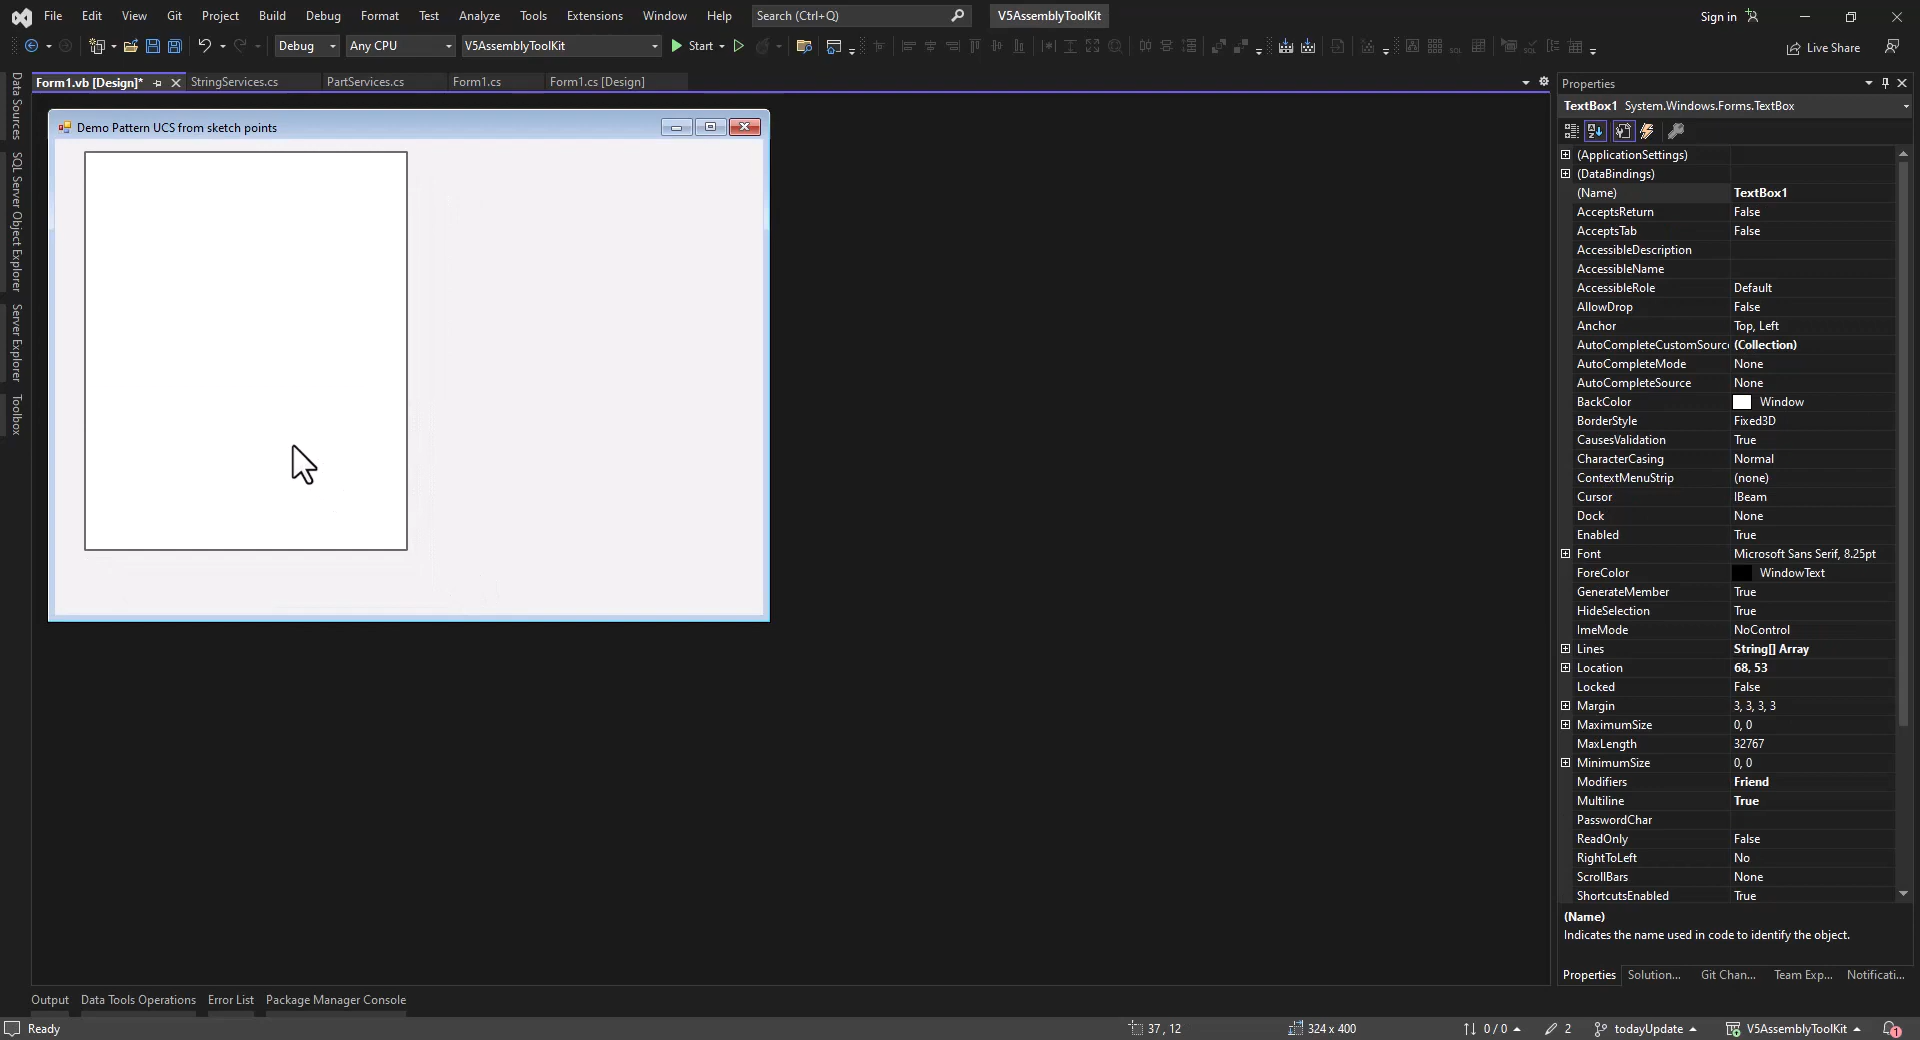 File Edit View Git Project Build Debug Format Test Analyze Tools Extensions Window Help Search (Ctrl+Q) V5AssemblyToolKit Sign in
Debug Any CPU V5AssemblyToolKit Start Live Share
Form1.vb [Design]* StringServices.cs PartServices.cs Form1.cs Form1.cs [Design]
Data Sources
SQL Server Object Explorer
Server Explorer
Toolbox
Demo Pattern UCS from sketch points
Properties
TextBox1 System.Windows.Forms.TextBox
(ApplicationSettings)
(DataBindings)
(Name) TextBox1
AcceptsReturn False
AcceptsTab False
AccessibleDescription
AccessibleName
AccessibleRole Default
AllowDrop False
Anchor Top, Left
AutoCompleteCustomSourc (Collection)
AutoCompleteMode None
AutoCompleteSource None
BackColor Window
BorderStyle Fixed3D
CausesValidation True
CharacterCasing Normal
ContextMenuStrip (none)
Cursor IBeam
Dock None
Enabled True
Font Microsoft Sans Serif, 8.25pt
ForeColor WindowText
GenerateMember True
HideSelection True
ImeMode NoControl
Lines String[] Array
Location 68, 53
Locked False
Margin 3, 3, 3, 3
MaximumSize 0, 0
MaxLength 32767
MinimumSize 0, 0
Modifiers Friend
Multiline True
PasswordChar
ReadOnly False
RightToLeft No
ScrollBars None
ShortcutsEnabled True
(Name)
Indicates the name used in code to identify the object.
Properties Solution... Git Chan... Team Exp... Notificati...
Output Data Tools Operations Error List Package Manager Console
Ready 37, 12 324 x 400 0 / 0 2 todayUpdate V5AssemblyToolKit 1